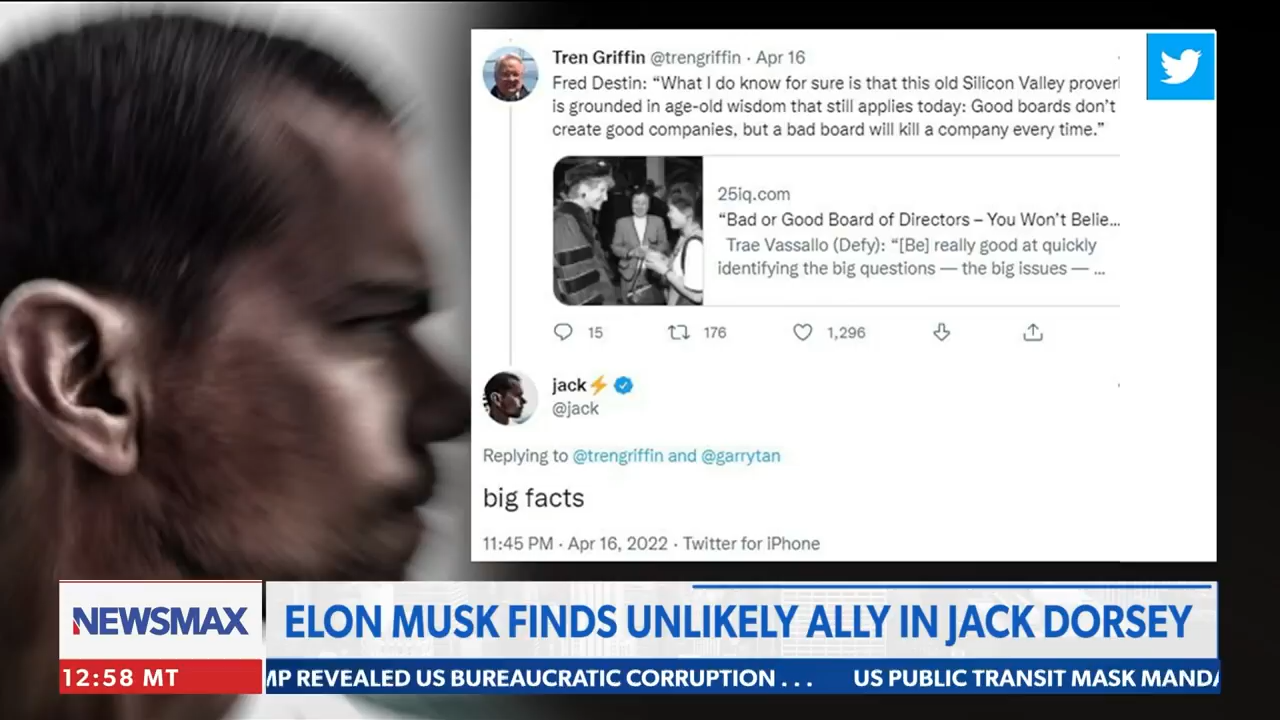 Tren Griffin @trengriffin · Apr 16
Fred Destin: “What I do know for sure is that this old Silicon Valley
is grounded in age-old wisdom that still applies today: Good boards don’t
create good companies, but a bad board will kill a company every time.”
25iq.com
“Bad or Good Board of Directors – You Won’t Belie...
Trae Vassallo (Defy): “[Be] really good at quickly
identifying the big questions — the big issues — ...
15 176 1,296
jack⚡
@jack
Replying to @trengriffin and @garrytan
big facts
11:45 PM · Apr 16, 2022 · Twitter for iPhone
NEWSMAX
ELON MUSK FINDS UNLIKELY ALLY IN JACK DORSEY
12:58 MT
MP REVEALED US BUREAUCRATIC CORRUPTION . . . US PUBLIC TRANSIT MASK MANDA